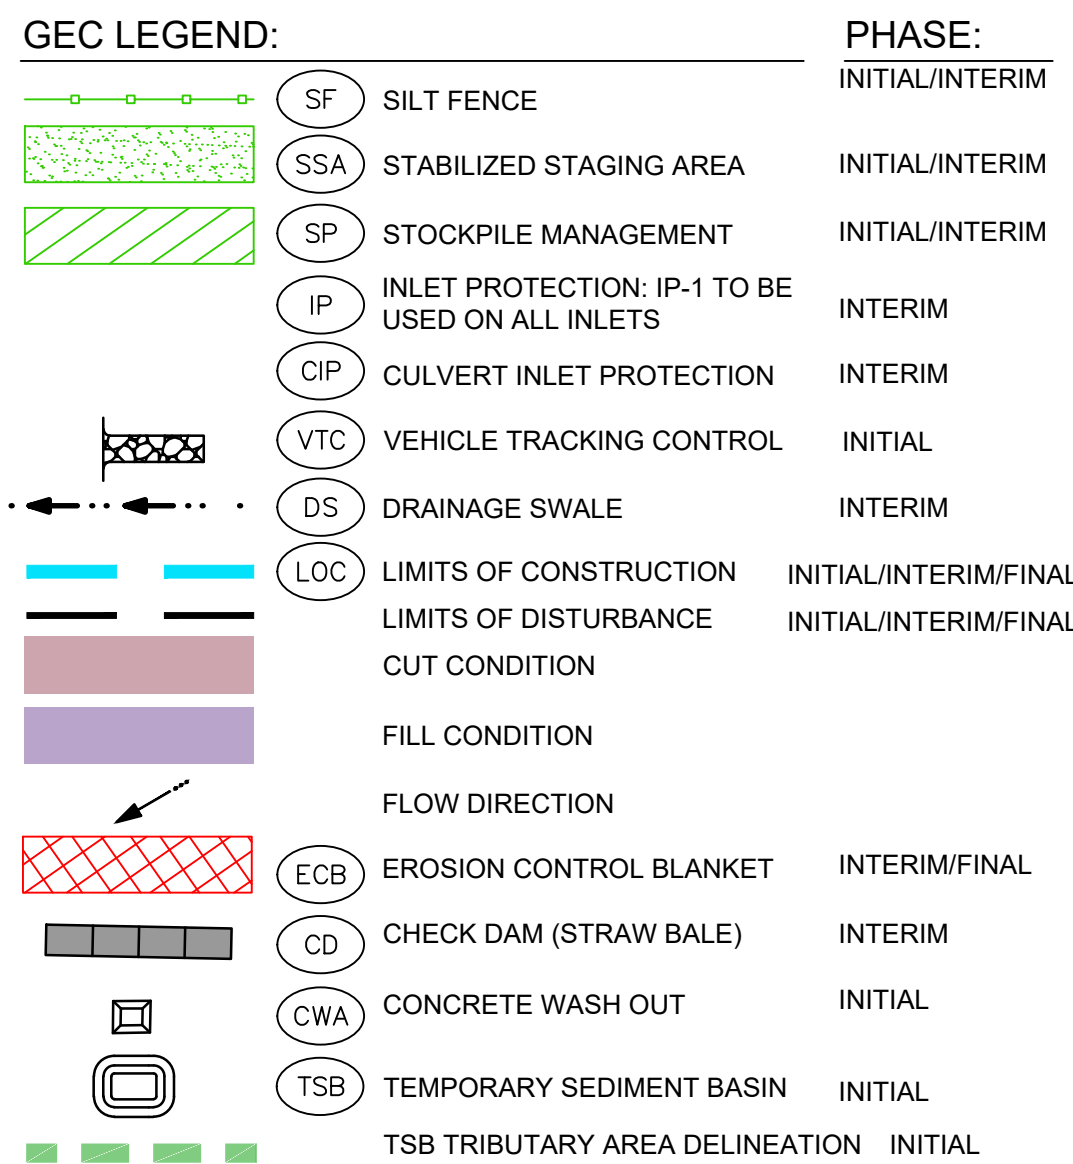 GEC LEGEND: PHASE:
SF SILT FENCE INITIAL/INTERIM
SSA STABILIZED STAGING AREA INITIAL/INTERIM
SP STOCKPILE MANAGEMENT INITIAL/INTERIM
IP INLET PROTECTION: IP-1 TO BE
USED ON ALL INLETS INTERIM
CIP CULVERT INLET PROTECTION INTERIM
VTC VEHICLE TRACKING CONTROL INITIAL
DS DRAINAGE SWALE INTERIM
LOC LIMITS OF CONSTRUCTION INITIAL/INTERIM/FINAL
LIMITS OF DISTURBANCE INITIAL/INTERIM/FINAL
CUT CONDITION
FILL CONDITION
FLOW DIRECTION
ECB EROSION CONTROL BLANKET INTERIM/FINAL
CD CHECK DAM (STRAW BALE) INTERIM
CWA CONCRETE WASH OUT INITIAL
TSB TEMPORARY SEDIMENT BASIN INITIAL
TSB TRIBUTARY AREA DELINEATION INITIAL